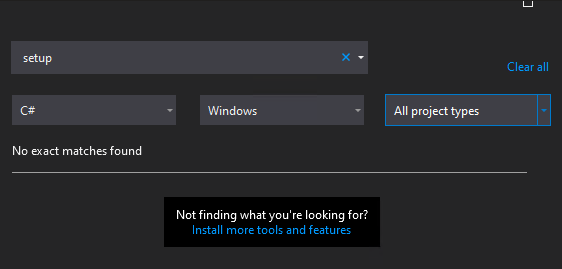 setup
Clear all
C#
Windows
All project types
No exact matches found
Not finding what you're looking for?
Install more tools and features